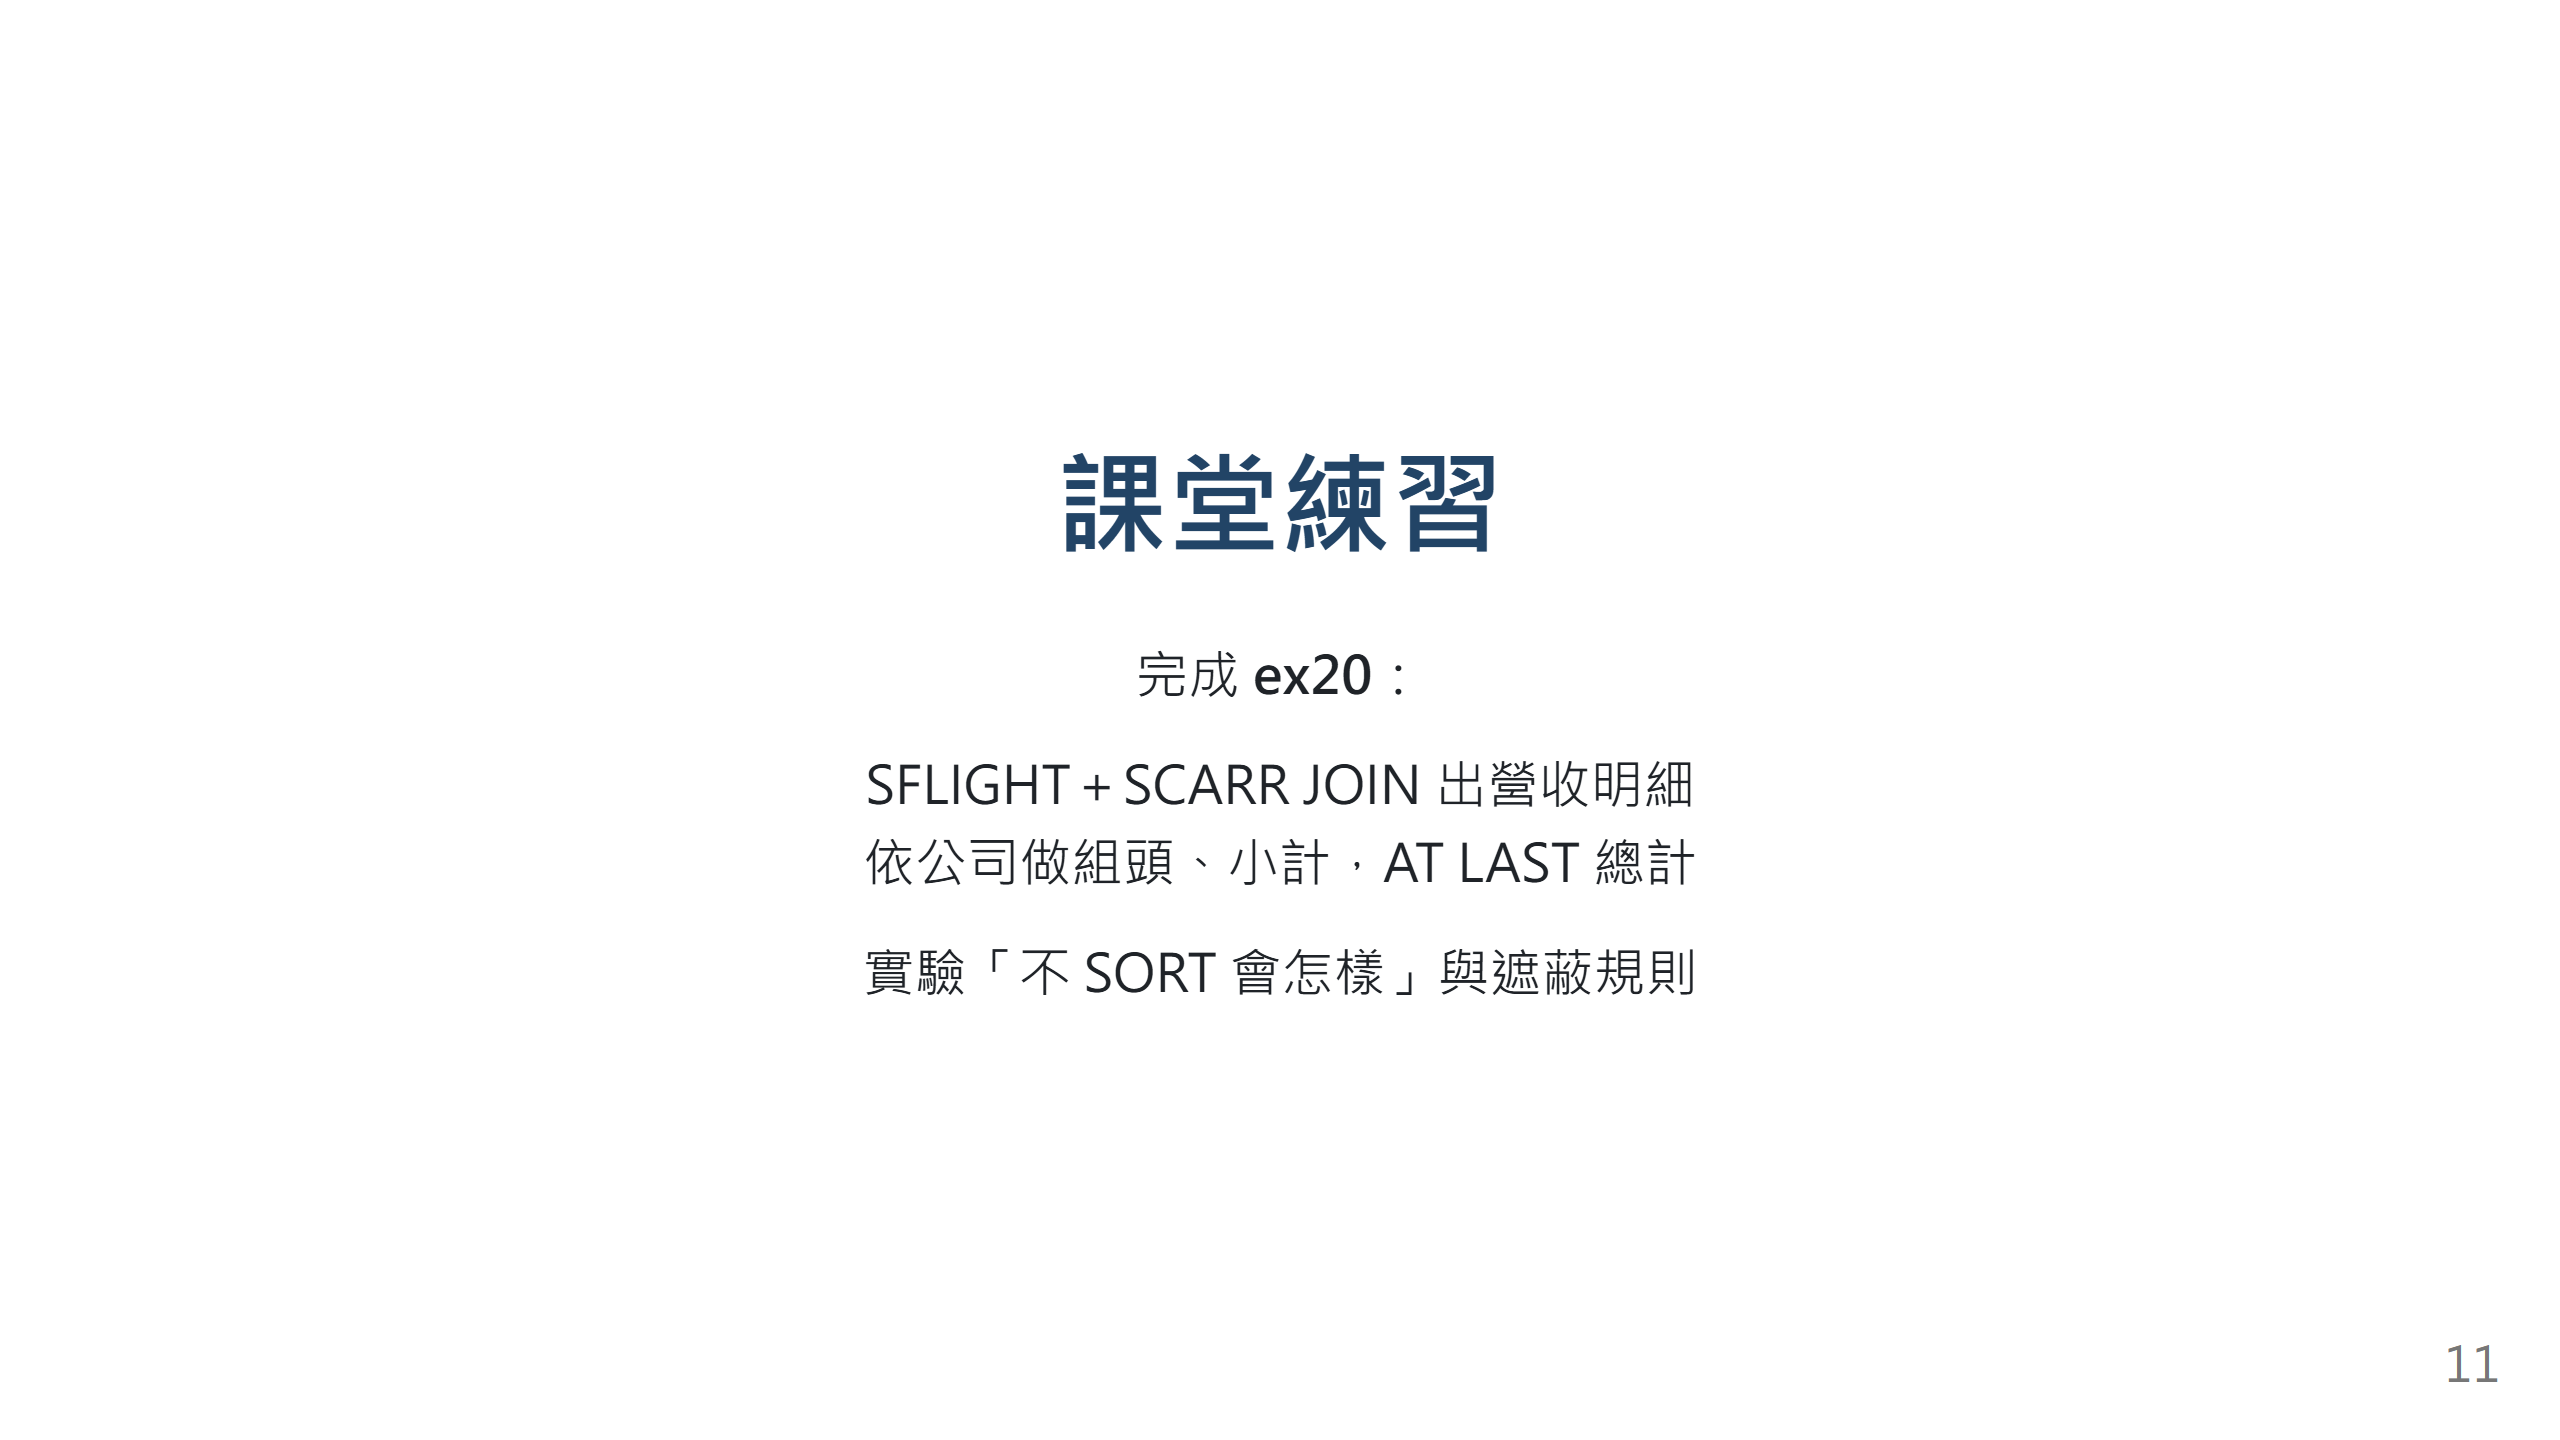 課堂練習
完成 ex20：
SFLIGHT + SCARR JOIN 出營收明細
依公司做組頭、小計，AT LAST 總計
實驗「不 SORT 會怎樣」與遮蔽規則
11